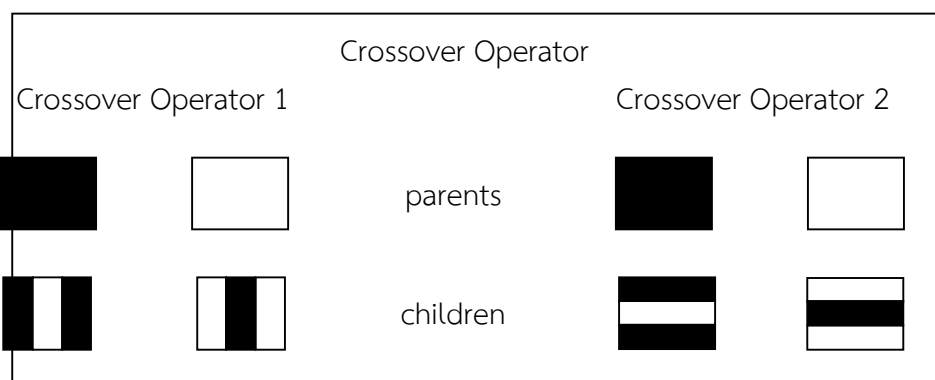 Crossover Operator
Crossover Operator 1
Crossover Operator 2
parents
children